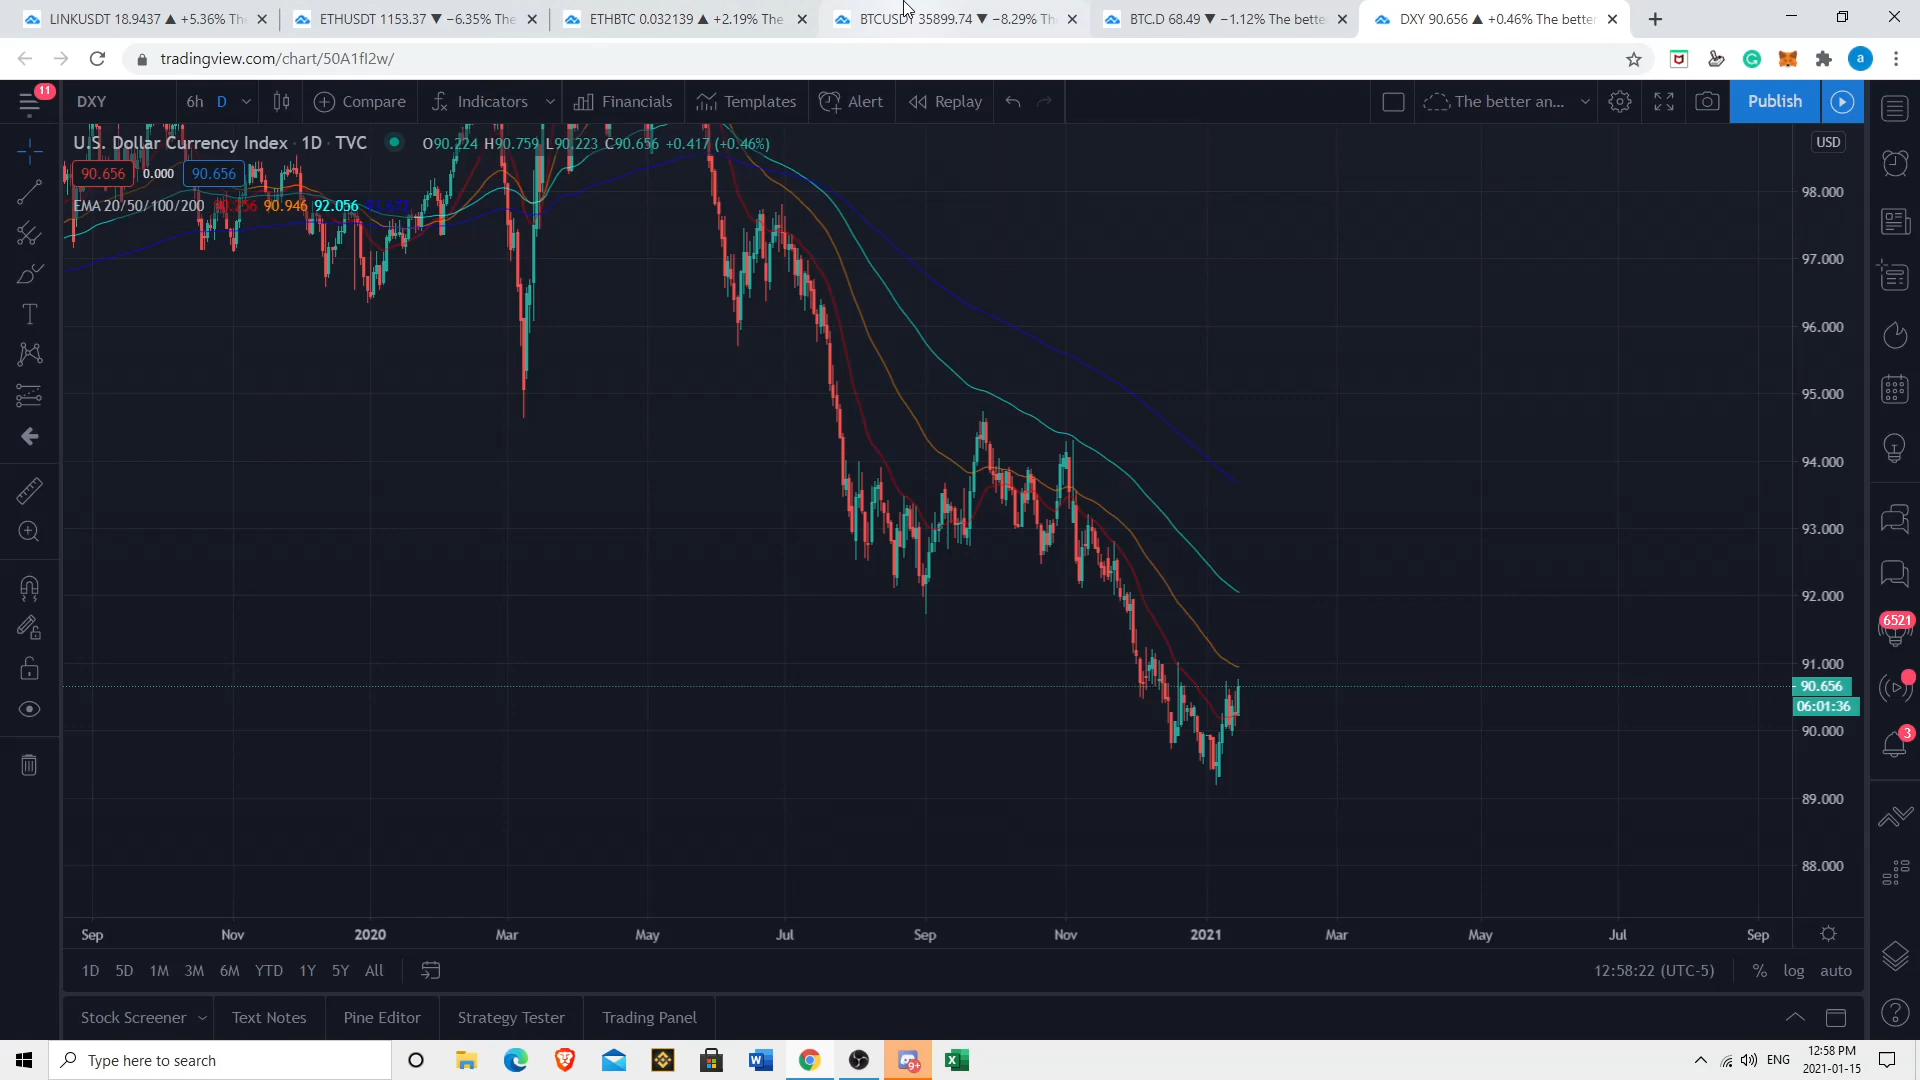 LINKUSDT 18.9437 ▲ +5.36% The
ETHUSDT 1153.37 ▼ −6.35% The
ETHBTC 0.032139 ▲ +2.19% The
BTCUSDT 35899.74 ▼ −8.29% Th
BTC.D 68.49 ▼ −1.12% The bette
DXY 90.656 ▲ +0.46% The better
tradingview.com/chart/50A1fI2w/
a
11
DXY
6h D
Compare
Indicators
Financials
Templates
Alert
Replay
The better an...
Publish
U.S. Dollar Currency Index · 1D · TVC
O90.224 H90.759 L90.223 C90.656 +0.417 (+0.46%)
USD
90.656 0.000 90.656
EMA 20/50/100/200 90.946 92.056
98.000
97.000
96.000
95.000
94.000
93.000
92.000
91.000
90.656
06:01:36
90.000
89.000
88.000
6521
3
Sep Nov 2020 Mar May Jul Sep Nov 2021 Mar May Jul Sep
1D 5D 1M 3M 6M YTD 1Y 5Y All
12:58:22 (UTC-5) % log auto
Stock Screener Text Notes Pine Editor Strategy Tester Trading Panel
Type here to search
9+
ENG
12:58 PM
2021-01-15